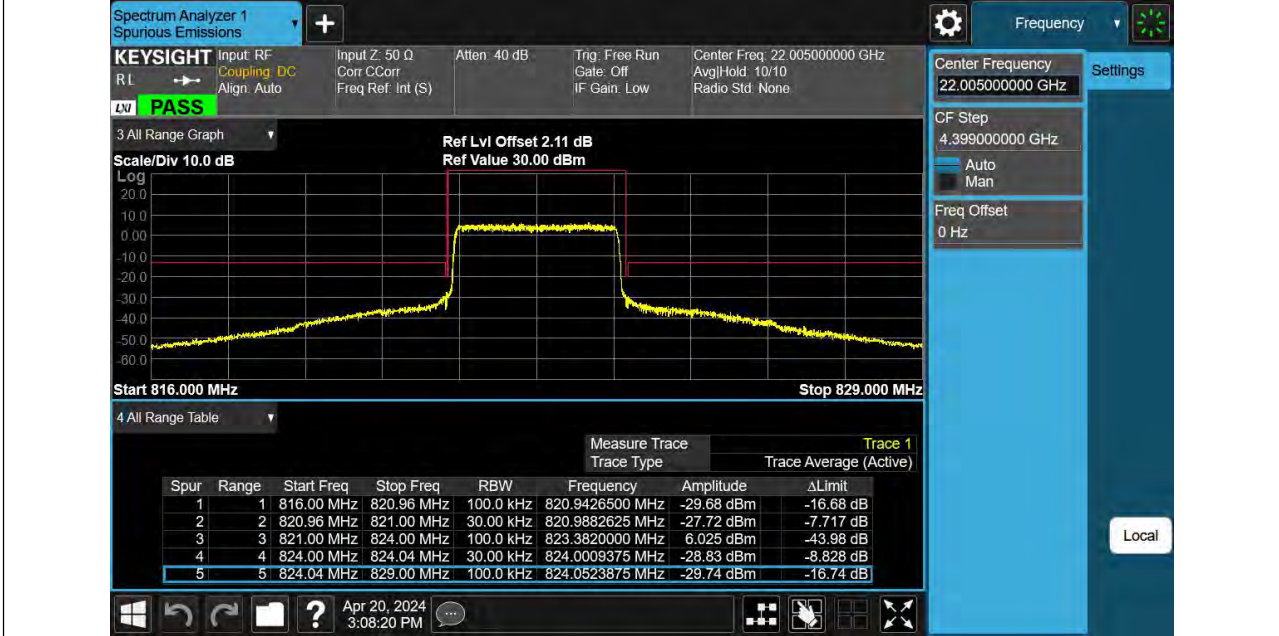 Spectrum Analyzer 1
Spurious Emissions
Frequency
KEYSIGHT
R L
LXI PASS
Input: RF
Coupling: DC
Align: Auto
Input Z: 50 Ω
Corr CCorr
Freq Ref: Int (S)
Atten: 40 dB
Trig: Free Run
Gate: Off
IF Gain: Low
Center Freq: 22.005000000 GHz
Avg|Hold: 10/10
Radio Std: None
Center Frequency
22.005000000 GHz
Settings
CF Step
4.399000000 GHz
Auto
Man
Freq Offset
0 Hz
3 All Range Graph
Scale/Div 10.0 dB
Ref Lvl Offset 2.11 dB
Ref Value 30.00 dBm
Log
20.0
10.0
0.00
-10.0
-20.0
-30.0
-40.0
-50.0
-60.0
Start 816.000 MHz
Stop 829.000 MHz
4 All Range Table
Measure Trace Trace 1
Trace Type Trace Average (Active)
Spur Range Start Freq Stop Freq RBW Frequency Amplitude ΔLimit
1 1 816.00 MHz 820.96 MHz 100.0 kHz 820.9426500 MHz -29.68 dBm -16.68 dB
2 2 820.96 MHz 821.00 MHz 30.00 kHz 820.9882625 MHz -27.72 dBm -7.717 dB
3 3 821.00 MHz 824.00 MHz 100.0 kHz 823.3820000 MHz 6.025 dBm -43.98 dB
4 4 824.00 MHz 824.04 MHz 30.00 kHz 824.0009375 MHz -28.83 dBm -8.828 dB
5 5 824.04 MHz 829.00 MHz 100.0 kHz 824.0523875 MHz -29.74 dBm -16.74 dB
Local
Apr 20, 2024
3:08:20 PM